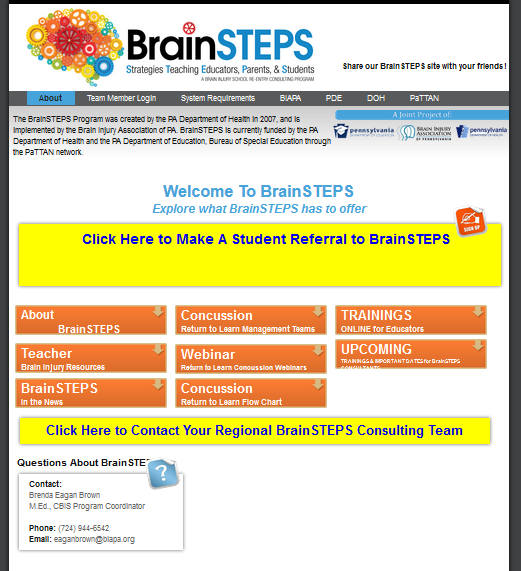 BrainSTEPS
Strategies Teaching Educators, Parents, & Students
A BRAIN INJURY SCHOOL RE-ENTRY CONSULTING PROGRAM
Share our BrainSTEPS site with your friends!
About Team Member Login System Requirements BIAPA PDE DOH PaTTAN
The BrainSTEPS Program was created by the PA Department of Health in 2007, and is
implemented by the Brain Injury Association of PA. BrainSTEPS is currently funded by the PA
Department of Health and the PA Department of Education, Bureau of Special Education through
the PaTTAN network.
A Joint Project of:
pennsylvania
DEPARTMENT OF EDUCATION
BRAIN INJURY
ASSOCIATION
OF PENNSYLVANIA
pennsylvania
DEPARTMENT OF HEALTH
Welcome To BrainSTEPS
Explore what BrainSTEPS has to offer
SIGN UP
Click Here to Make A Student Referral to BrainSTEPS
About
BrainSTEPS
Concussion
Return to Learn Management Teams
TRAININGS
ONLINE for Educators
Teacher
Brain Injury Resources
Webinar
Return to Learn Concussion Webinars
UPCOMING
TRAININGS & IMPORTANT DATES for BrainSTEPS
CONSULTANTS
BrainSTEPS
In the News
Concussion
Return to Learn Flow Chart
Click Here to Contact Your Regional BrainSTEPS Consulting Team
Questions About BrainSTEPS
?
Contact:
Brenda Eagan Brown
M.Ed., CBIS Program Coordinator
Phone: (724) 944-6542
Email: eaganbrown@biapa.org